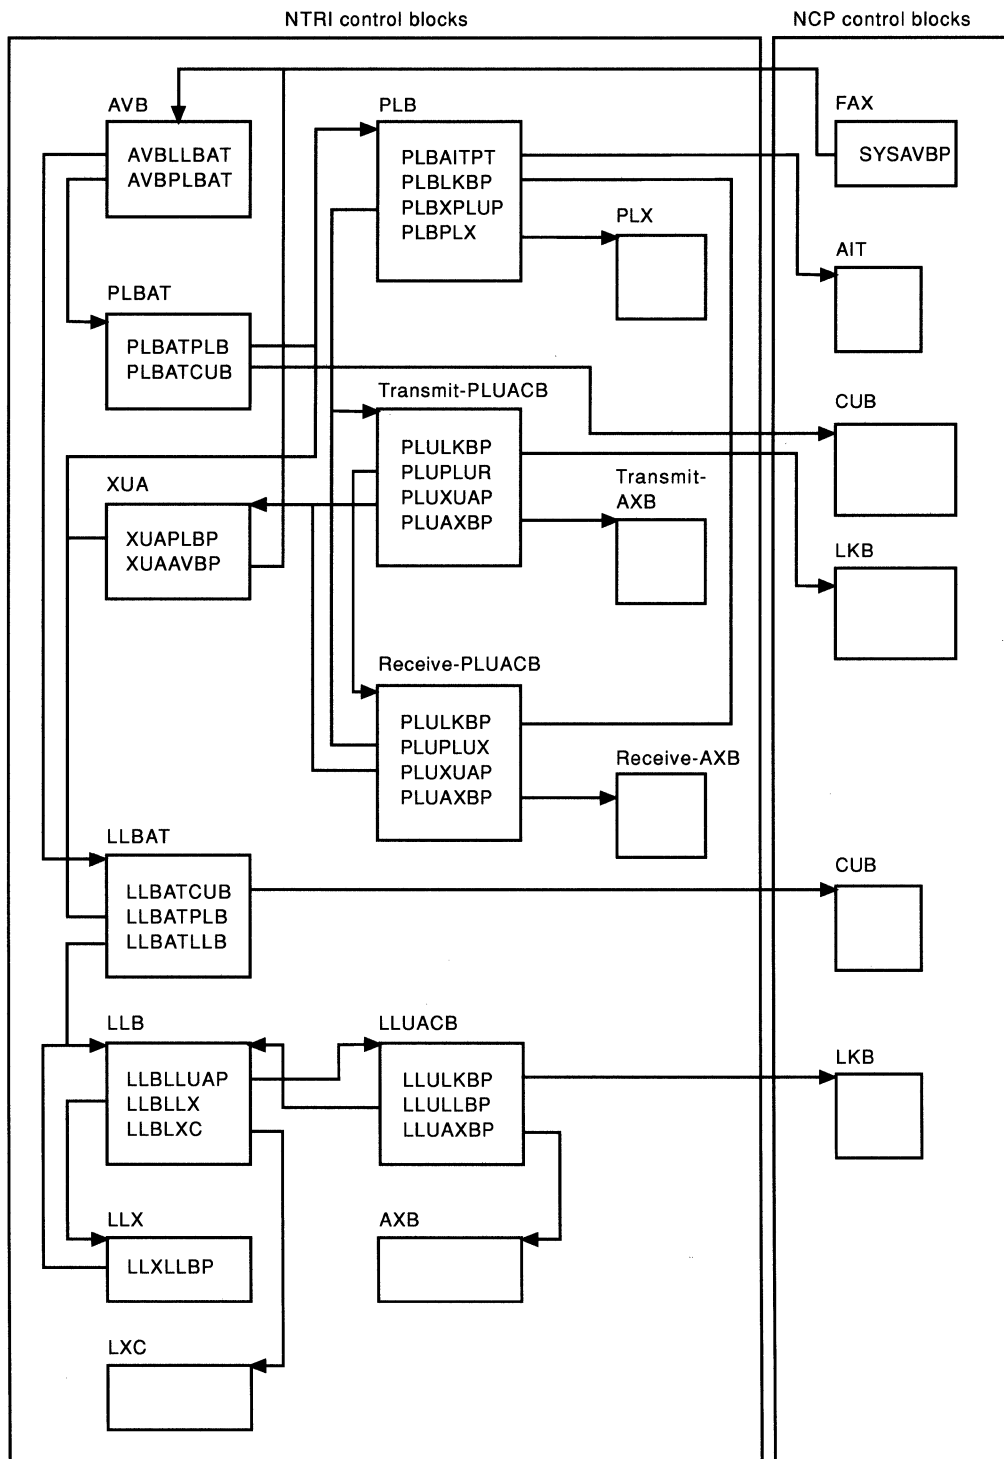 NTRI control blocks
NCP control blocks
AVB
AVBLLBAT
AVBPLBAT
PLB
PLBAITPT
PLBLKBP
PLBXPLUP
PLBPLX
FAX
SYSAVBP
PLX
AIT
PLBAT
PLBATPLB
PLBATCUB
Transmit-PLUACB
PLULKBP
PLUPLUR
PLUXUAP
PLUAXBP
CUB
XUA
XUAPLBP
XUAAVBP
Transmit-
AXB
LKB
Receive-PLUACB
PLULKBP
PLUPLUX
PLUXUAP
PLUAXBP
Receive-AXB
LLBAT
LLBATCUB
LLBATPLB
LLBATLLB
CUB
LLB
LLBLLUAP
LLBLLX
LLBLXC
LLUACB
LLULKBP
LLULLBP
LLUAXBP
LKB
LLX
LLXLLBP
AXB
LXC